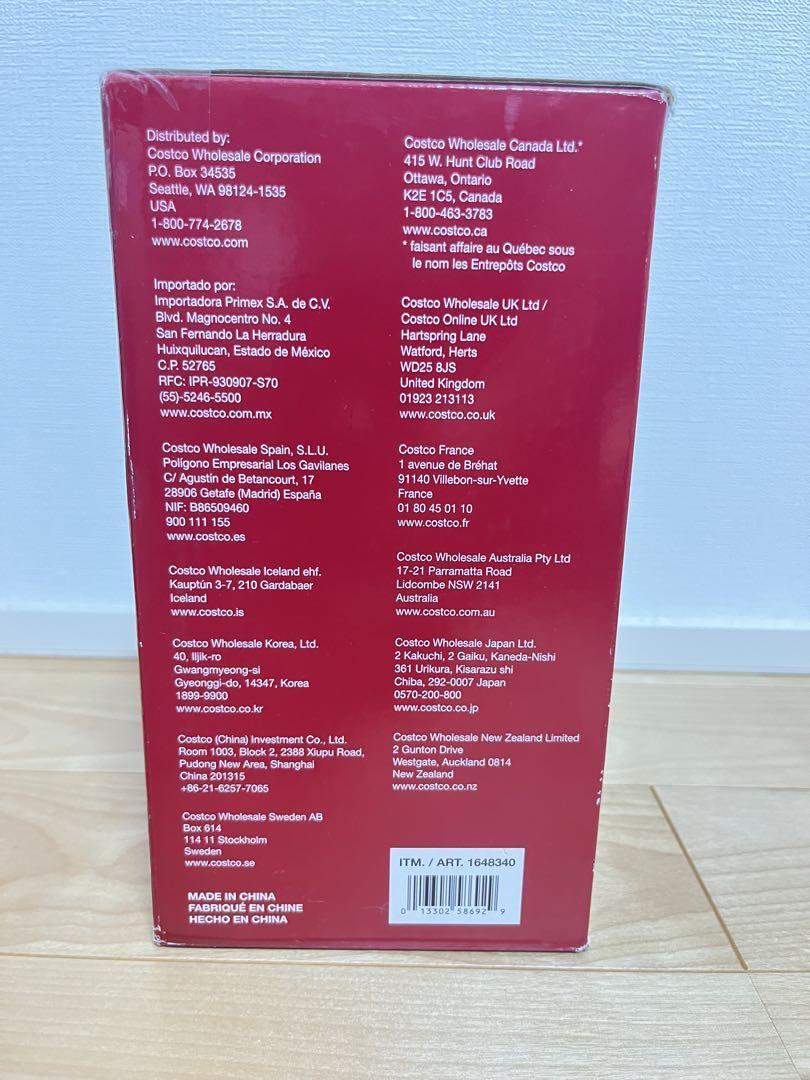 Distributed by:
Costco Wholesale Corporation
P.O. Box 34535
Seattle, WA 98124-1535
USA
1-800-774-2678
www.costco.com
Importado por:
Importadora Primex S.A. de C.V.
Blvd. Magnocentro No. 4
San Fernando La Herradura
Huixquilucan, Estado de México
C.P. 52765
RFC: IPR-930907-S70
(55)-5246-5500
www.costco.com.mx
Costco Wholesale Spain, S.L.U.
Polígono Empresarial Los Gavilanes
C/ Agustín de Betancourt, 17
28906 Getafe (Madrid) España
NIF: B86509460
900 111 155
www.costco.es
Costco Wholesale Iceland ehf.
Kauptún 3-7, 210 Gardabaer
Iceland
www.costco.is
Costco Wholesale Korea, Ltd.
40, Iljik-ro
Gwangmyeong-si
Gyeonggi-do, 14347, Korea
1899-9900
www.costco.co.kr
Costco (China) Investment Co., Ltd.
Room 1003, Block 2, 2388 Xiupu Road,
Pudong New Area, Shanghai
China 201315
+86-21-6257-7065
Costco Wholesale Sweden AB
Box 614
114 11 Stockholm
Sweden
www.costco.se
MADE IN CHINA
FABRIQUÉ EN CHINE
HECHO EN CHINA
Costco Wholesale Canada Ltd.*
415 W. Hunt Club Road
Ottawa, Ontario
K2E 1C5, Canada
1-800-463-3783
www.costco.ca
* faisant affaire au Québec sous
le nom les Entrepôts Costco
Costco Wholesale UK Ltd /
Costco Online UK Ltd
Hartspring Lane
Watford, Herts
WD25 8JS
United Kingdom
01923 213113
www.costco.co.uk
Costco France
1 avenue de Bréhat
91140 Villebon-sur-Yvette
France
01 80 45 01 10
www.costco.fr
Costco Wholesale Australia Pty Ltd
17-21 Parramatta Road
Lidcombe NSW 2141
Australia
www.costco.com.au
Costco Wholesale Japan Ltd.
2 Kakuchi, 2 Gaiku, Kaneda-Nishi
361 Urikura, Kisarazu shi
Chiba, 292-0007 Japan
0570-200-800
www.costco.co.jp
Costco Wholesale New Zealand Limited
2 Gunton Drive
Westgate, Auckland 0814
New Zealand
www.costco.co.nz
ITM. / ART. 1648340
0 13302 58692 9